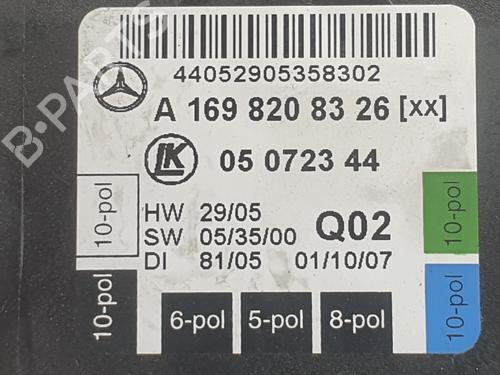 44052905358302
A 169 820 83 26 [xx]
LK 05 0723 44
HW 29/05
SW 05/35/00 Q02
DI 81/05 01/10/07
10-pol
10-pol
10-pol
10-pol
6-pol 5-pol 8-pol
B-PARTS